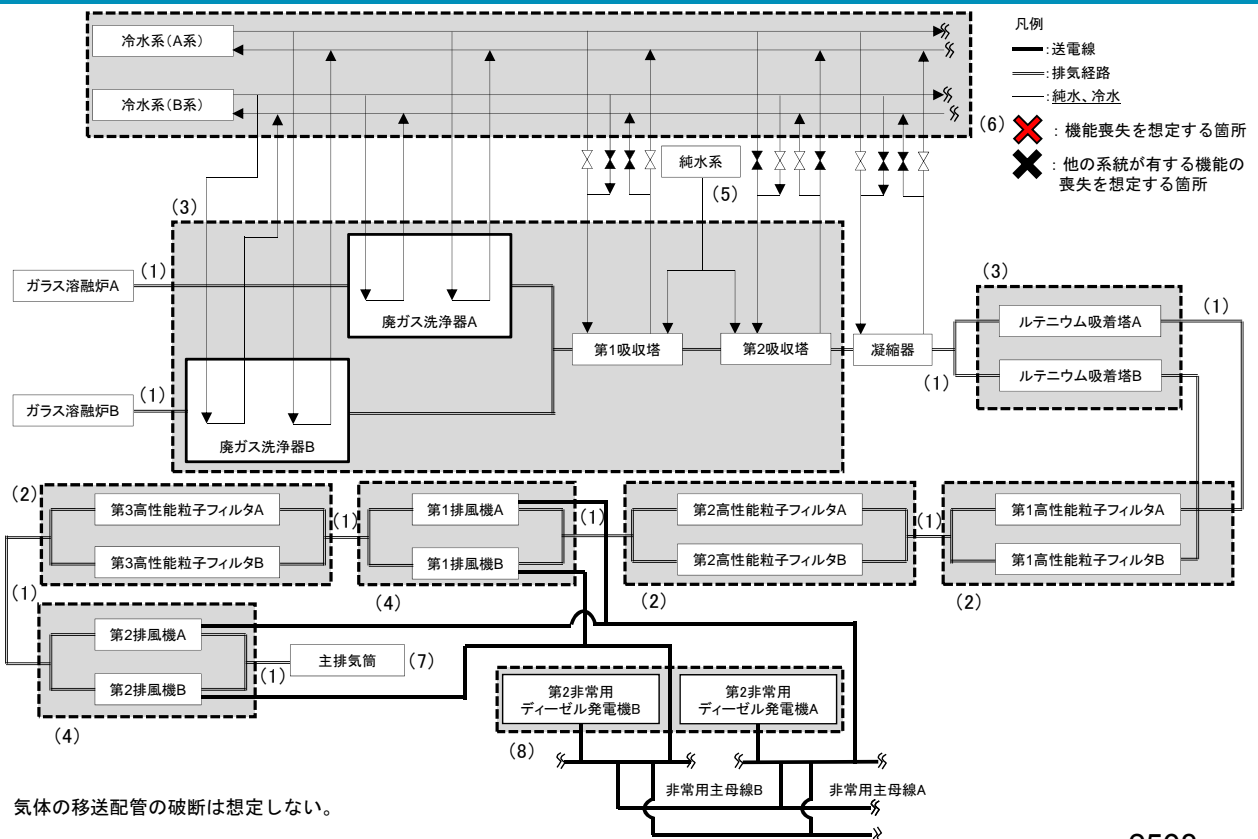 冷水系(A系)
冷水系(B系)
凡例
:送電線
:排気経路
:純水、冷水
:機能喪失を想定する箇所
:他の系統が有する機能の
喪失を想定する箇所
(6)
純水系
(5)
(3)
ガラス溶融炉A
(1)
廃ガス洗浄器A
ガラス溶融炉B
(1)
廃ガス洗浄器B
第1吸収塔
第2吸収塔
凝縮器
(1)
(3)
ルテニウム吸着塔A
ルテニウム吸着塔B
(1)
(2)
第3高性能粒子フィルタA
第3高性能粒子フィルタB
(1)
第1排風機A
第1排風機B
(4)
(1)
第2高性能粒子フィルタA
第2高性能粒子フィルタB
(2)
(1)
第1高性能粒子フィルタA
第1高性能粒子フィルタB
(2)
(1)
第2排風機A
第2排風機B
(4)
(1)
主排気筒
(7)
第2非常用
ディーゼル発電機B
第2非常用
ディーゼル発電機A
(8)
非常用主母線B
非常用主母線A
気体の移送配管の破断は想定しない。